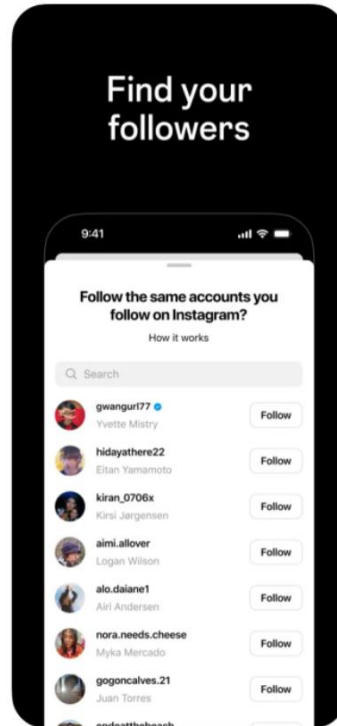 Find your
followers
9:41
Follow the same accounts you
follow on Instagram?
How it works
Search
gwangurl77
Yvette Mistry
Follow
hidayathere22
Eitan Yamamoto
Follow
kiran_0706x
Kirsi Jørgensen
Follow
aimi.allover
Logan Wilson
Follow
alo.daiane1
Airi Andersen
Follow
nora.needs.cheese
Myka Mercado
Follow
gogoncalves.21
Juan Torres
Follow